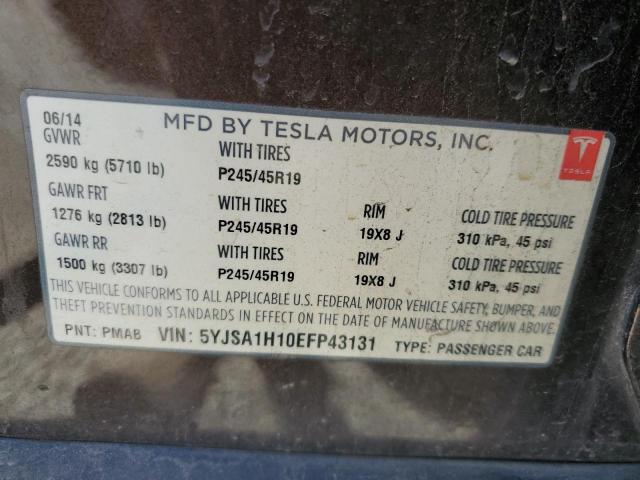 06/14
MFD BY TESLA MOTORS, INC.
GVWR
WITH TIRES
2590 kg (5710 lb)
P245/45R19
TESLA
GAWR FRT
WITH TIRES
RIM
COLD TIRE PRESSURE
1276 kg (2813 lb)
P245/45R19
19X8 J
310 kPa, 45 psi
GAWR RR
WITH TIRES
RIM
COLD TIRE PRESSURE
1500 kg (3307 lb)
P245/45R19
19X8 J
310 kPa, 45 psi
THIS VEHICLE CONFORMS TO ALL APPLICABLE U.S. FEDERAL MOTOR VEHICLE SAFETY, BUMPER, AND
THEFT PREVENTION STANDARDS IN EFFECT ON THE DATE OF MANUFACTURE SHOWN ABOVE.
PNT: PMAB VIN: 5YJSA1H10EFP43131 TYPE: PASSENGER CAR